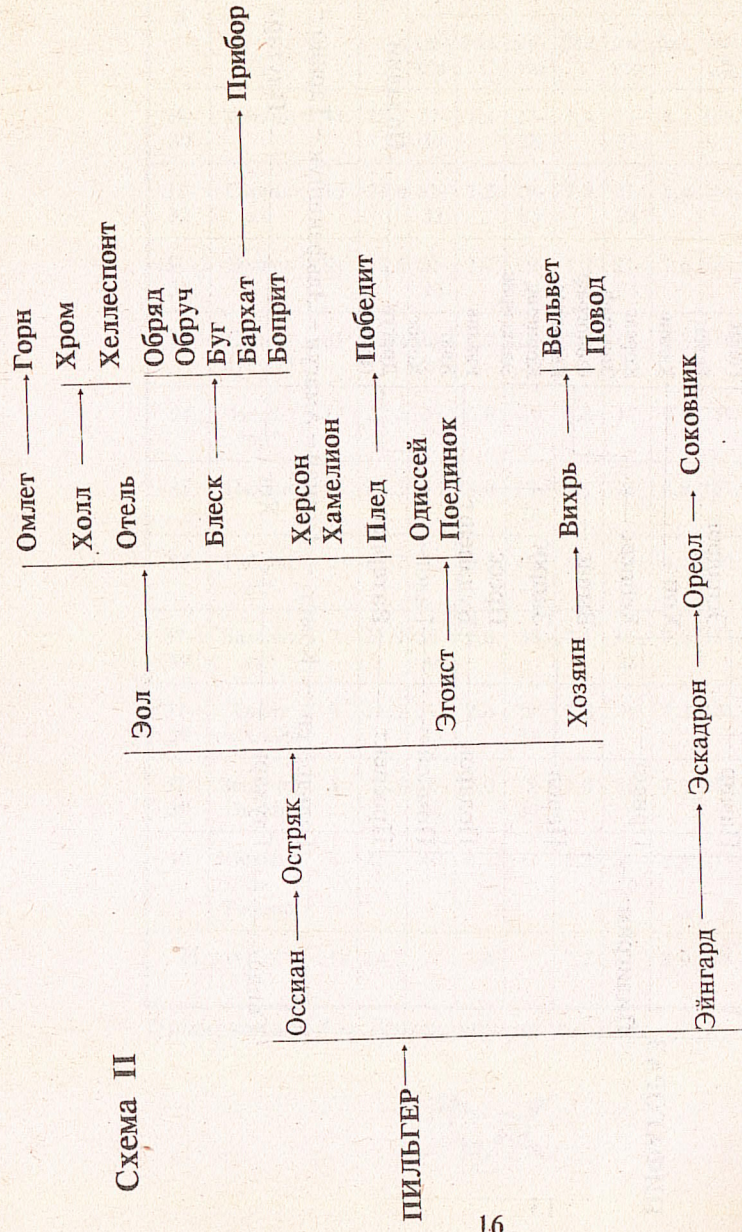 Схема II
ПИЛЬГЕР
Оссиан
Остряк
Эол
Омлет
Горн
Холл
Хром
Хеллеспонт
Отель
Блеск
Обряд
Обруч
Буг
Бархат
Прибор
Боприт
Херсон
Хамелион
Плед
Победит
Эгоист
Одиссей
Поединок
Хозяин
Вихрь
Вельвет
Повод
Эйнгард
Эскадрон
Ореол
Соковник
16